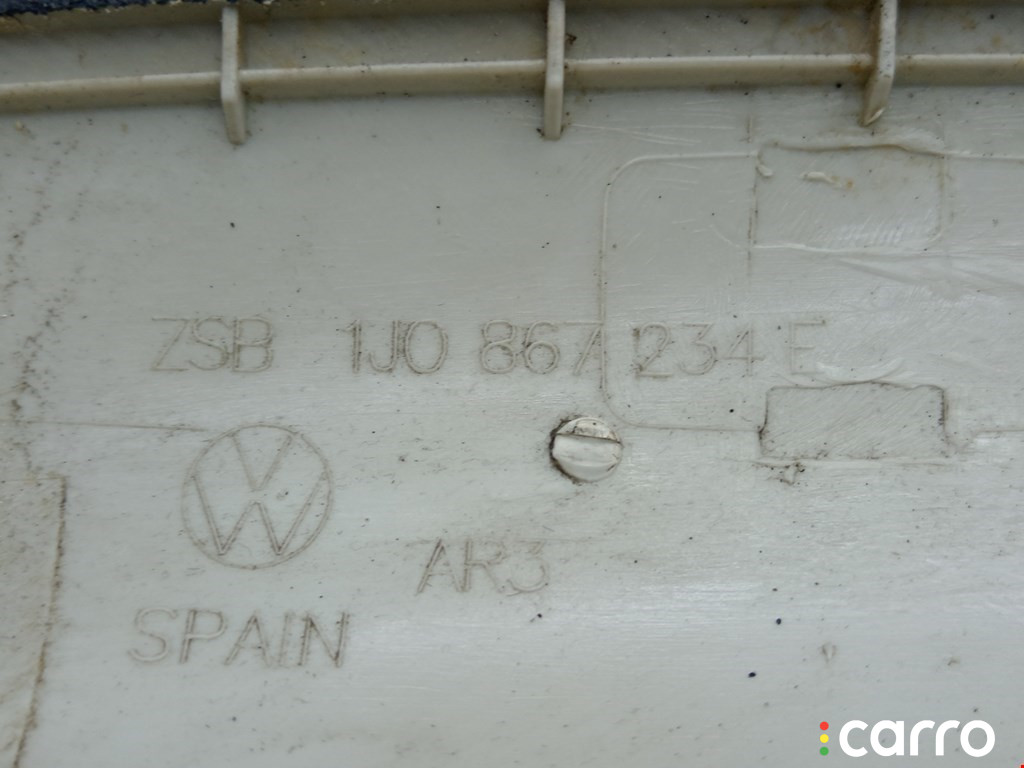 ZSB 1J0 867 234 E
AR3
SPAIN
carro